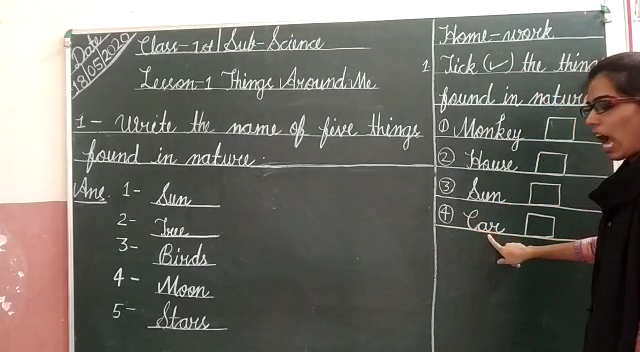 Date
18/05/2020
Class-1st Sub-Science
Lesson-1 Things Around Me
1- Write the name of five things
found in nature.
Ans 1- Sun
2- Tree
3- Birds
4- Moon
5- Stars
Home-work
1 Tick (✓) the thin
found in nature
① Monkey
② House
③ Sun
④ Car